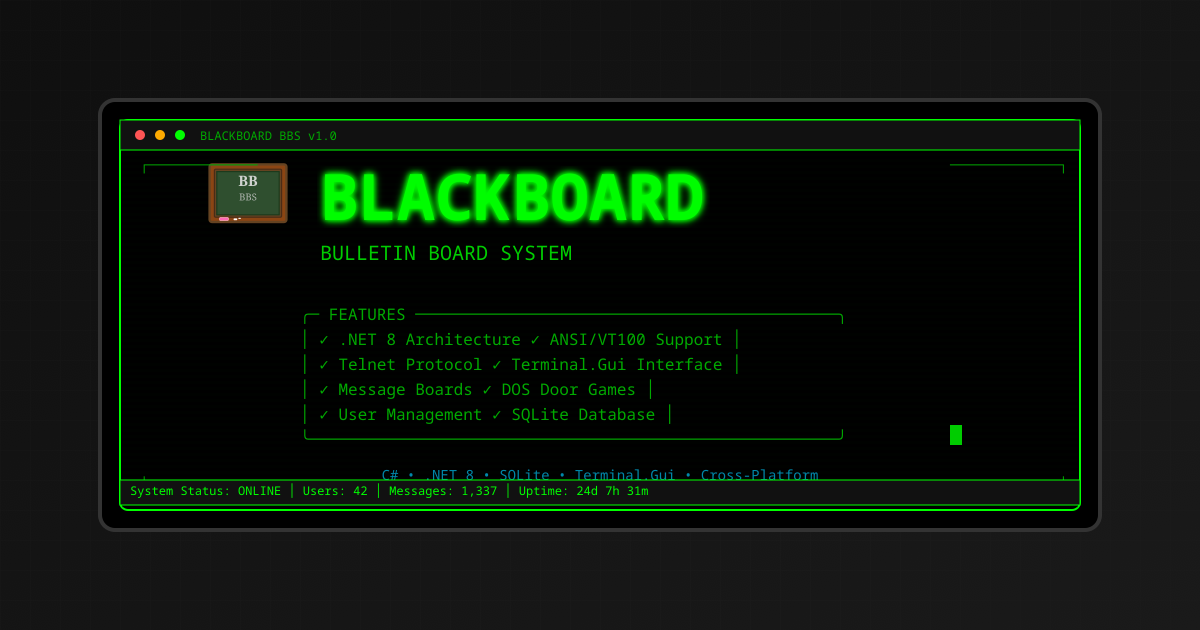 BLACKBOARD BBS v1.0
BB
BBS
BLACKBOARD
BULLETIN BOARD SYSTEM
FEATURES
✓ .NET 8 Architecture ✓ ANSI/VT100 Support
✓ Telnet Protocol ✓ Terminal.Gui Interface
✓ Message Boards ✓ DOS Door Games
✓ User Management ✓ SQLite Database
C# • .NET 8 • SQLite • Terminal.Gui • Cross-Platform
System Status: ONLINE │ Users: 42 │ Messages: 1,337 │ Uptime: 24d 7h 31m